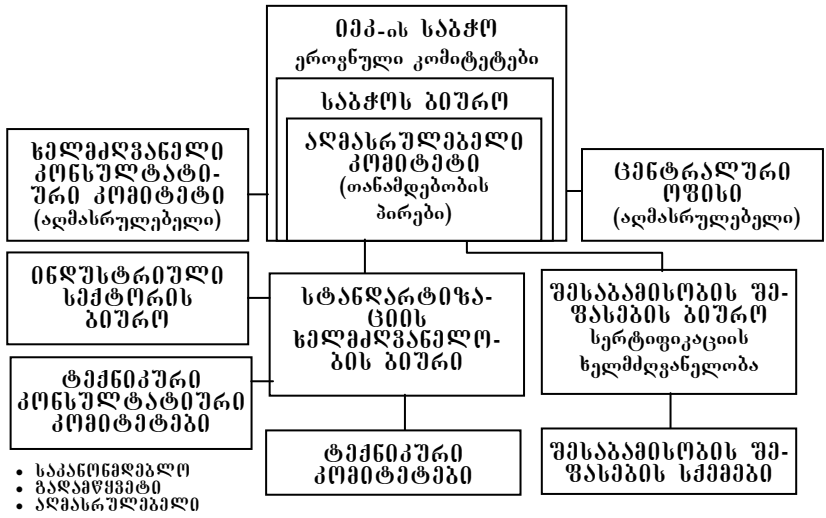 იმკ-ის საბჭო
ეროვნული კომიტეტები
საბჭოს ბიურო
აღმასრულებელი
კომიტეტი
(თანამდებობის
პირები)
ხელმძღვანელი
კონსულტატი-
ური კომიტეტი
(აღმასრულებელი)
ცენტრალური
ოფისი
(აღმასრულებელი)
ინდუსტრიული
სექტორის
ბიურო
სტანდარტიზა-
ციის
ხელმძღვანელო-
ბის ბიური
შესაბამისობის შე-
ფასების ბიურო
სერტიფიკაციის
ხელმძღვანელობა
ტექნიკური
კონსულტატიური
კომიტეტები
ტექნიკური
კომიტეტები
შესაბამისობის შე-
ფასების სქემები
• საკანონმდებლო
• გადამწყვეტი
• აღმასრულებელი